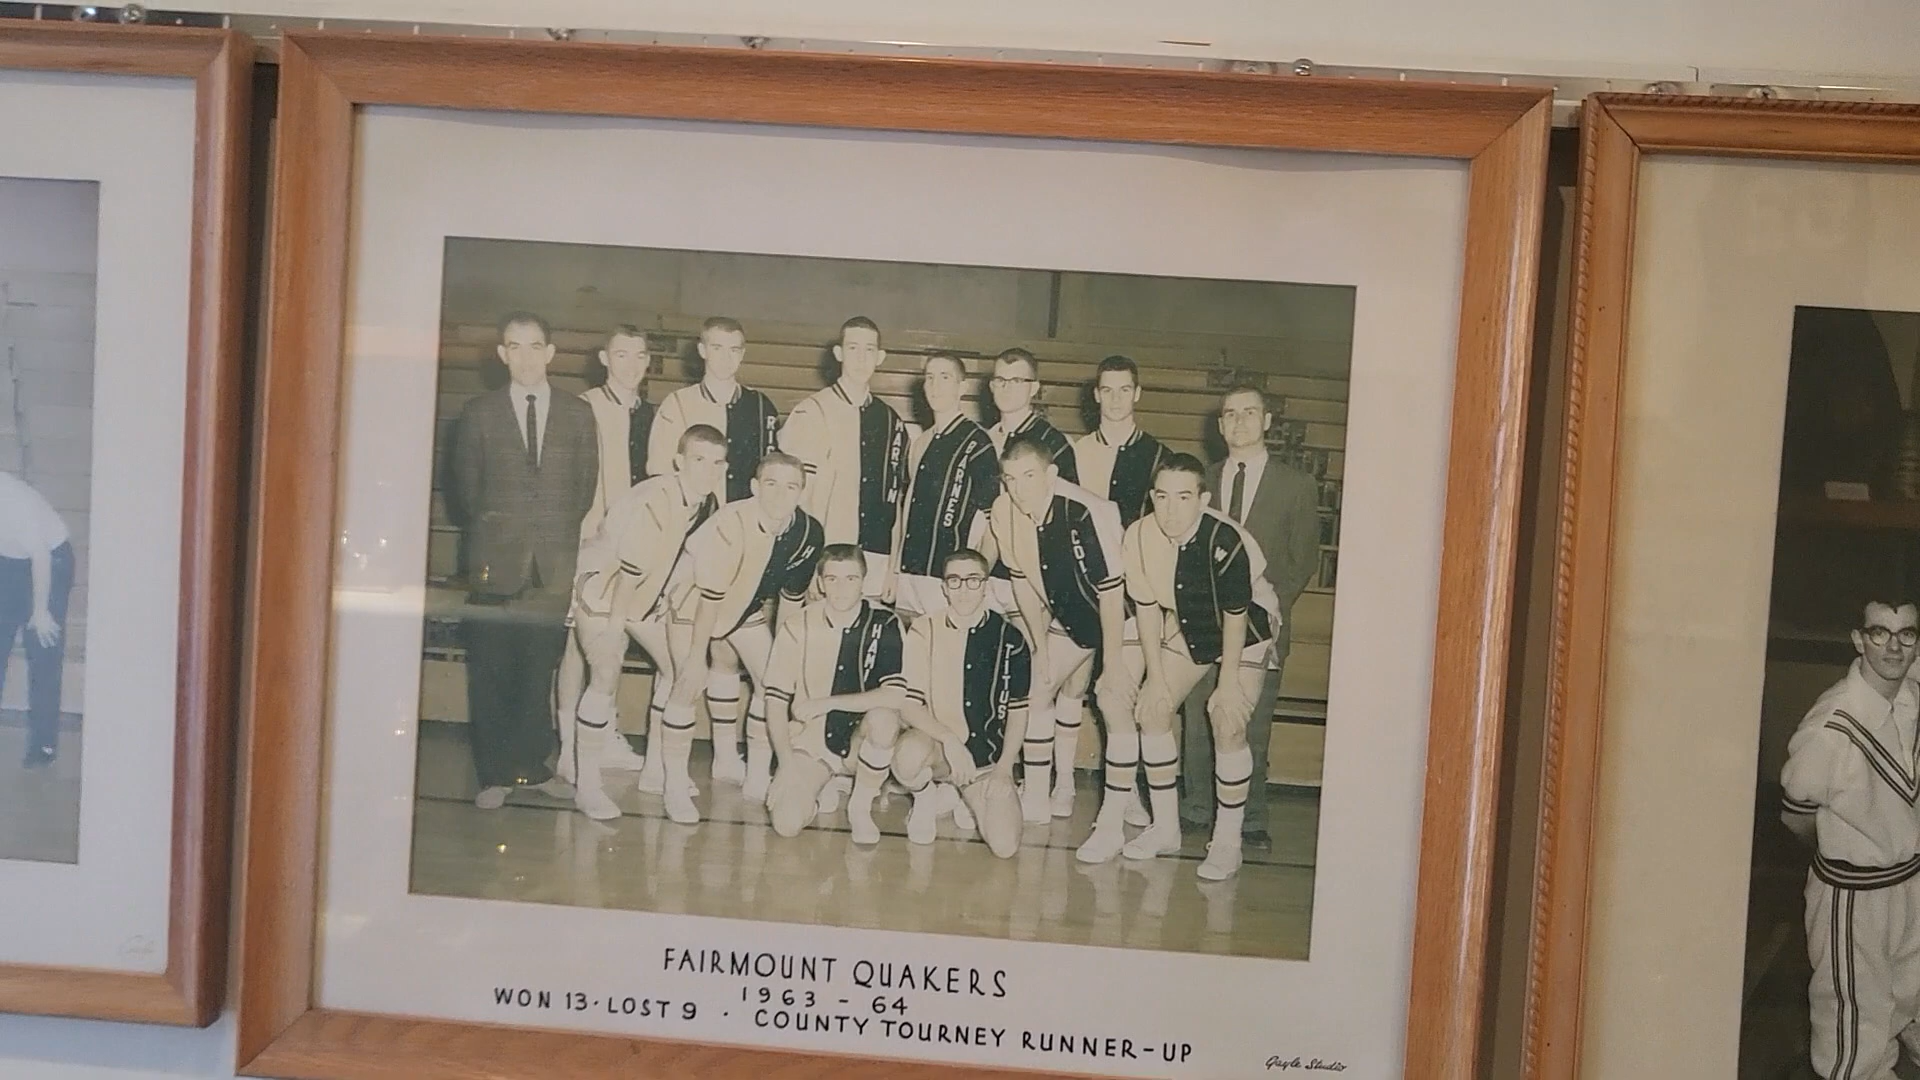 MARTIN
BARNES
TITUS
FAIRMOUNT QUAKERS
1963 - 64
WON 13 · LOST 9 · COUNTY TOURNEY RUNNER-UP
Gayle Studio